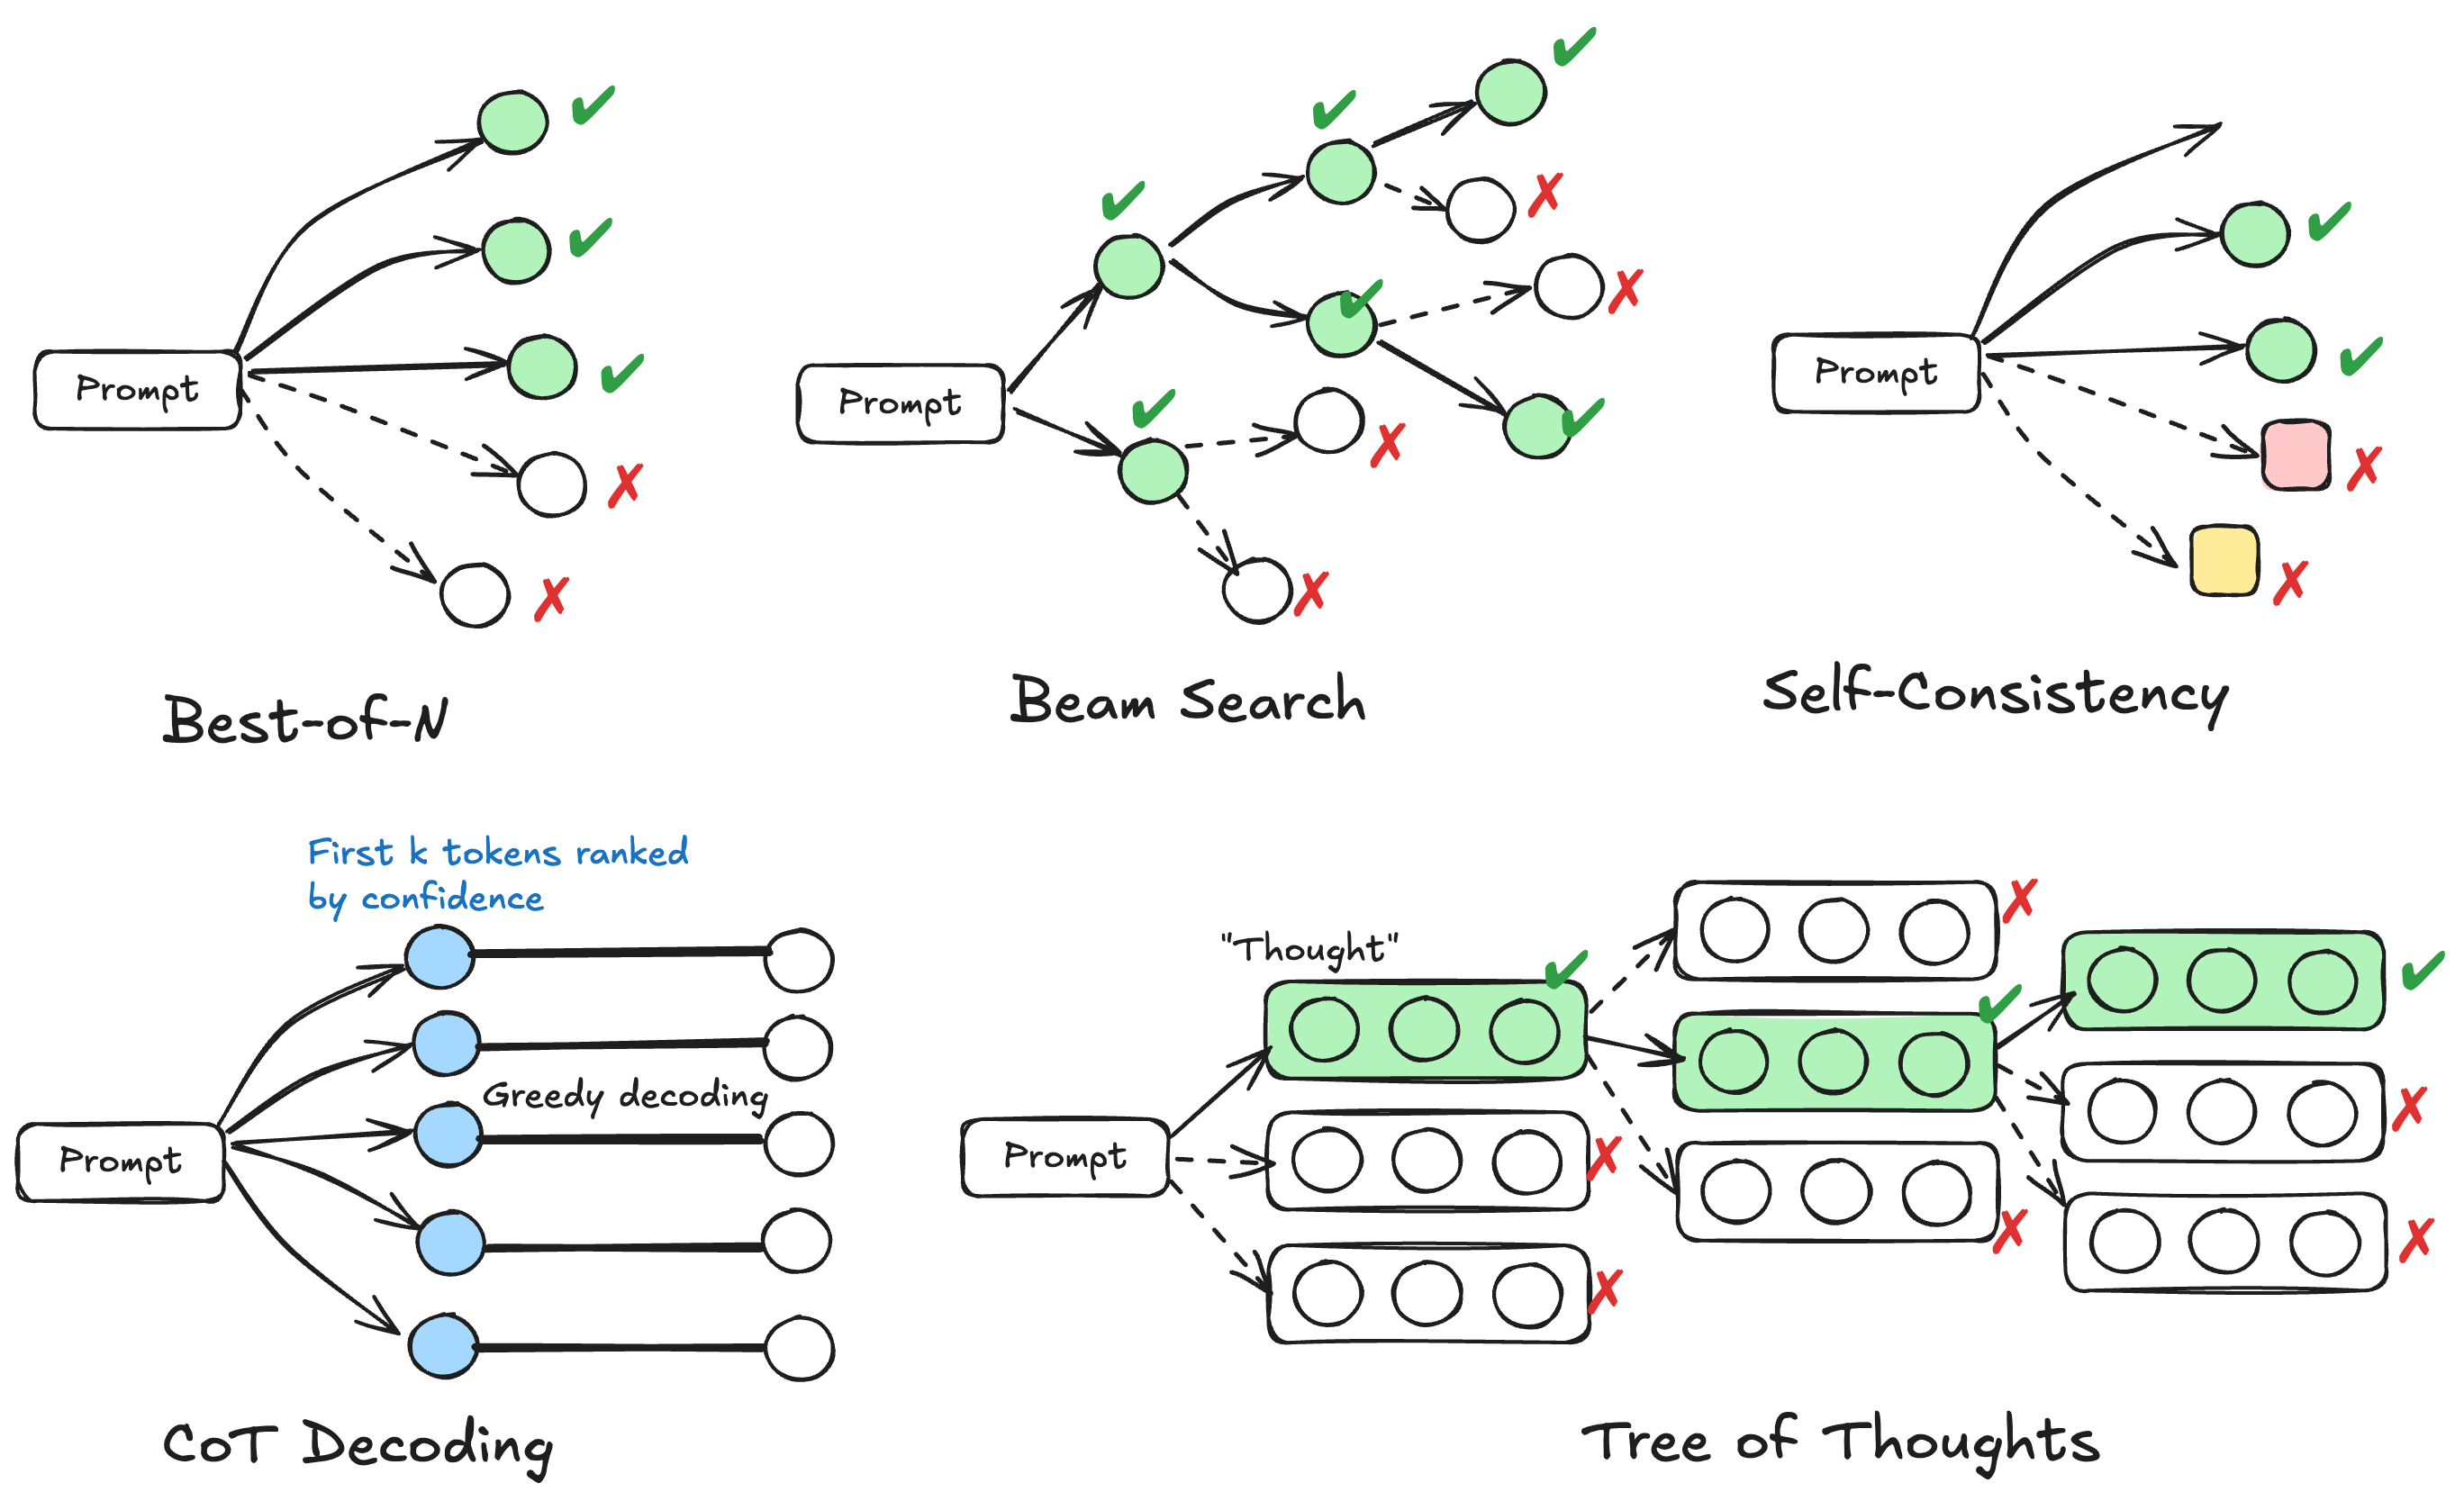 Prompt
Best-of-N
Prompt
Beam Search
Prompt
Self-Consistency
First k tokens ranked
by confidence
Greedy decoding
Prompt
CoT Decoding
"Thought"
Prompt
Tree of Thoughts